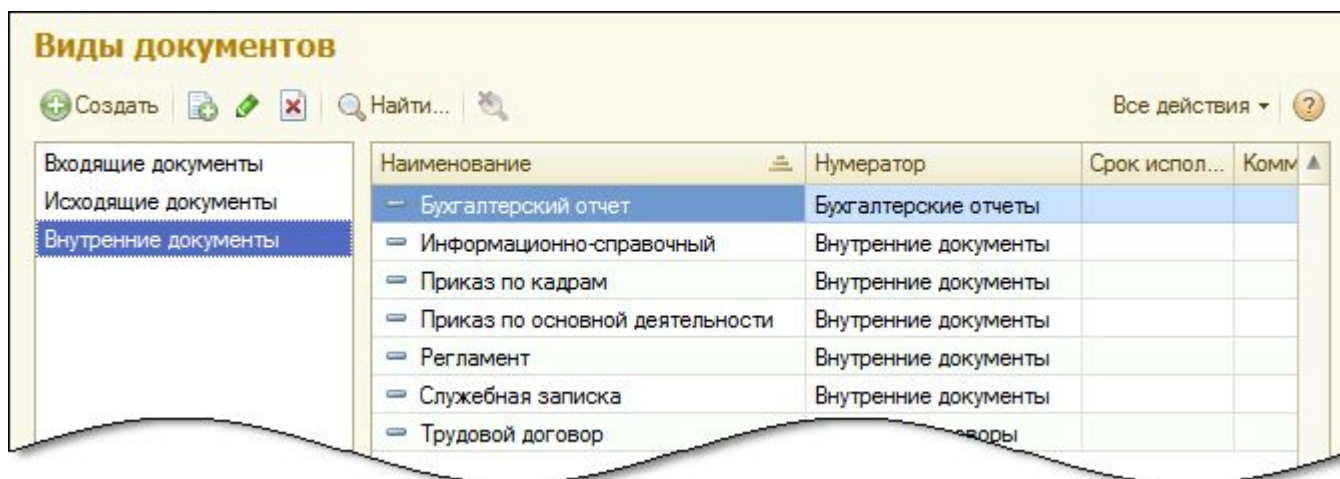 Виды документов
Создать Найти... Все действия
Входящие документы
Исходящие документы
Внутренние документы
Наименование Нумератор Срок испол... Комм
Бухгалтерский отчет Бухгалтерские отчеты
Информационно-справочный Внутренние документы
Приказ по кадрам Внутренние документы
Приказ по основной деятельности Внутренние документы
Регламент Внутренние документы
Служебная записка Внутренние документы
Трудовой договор